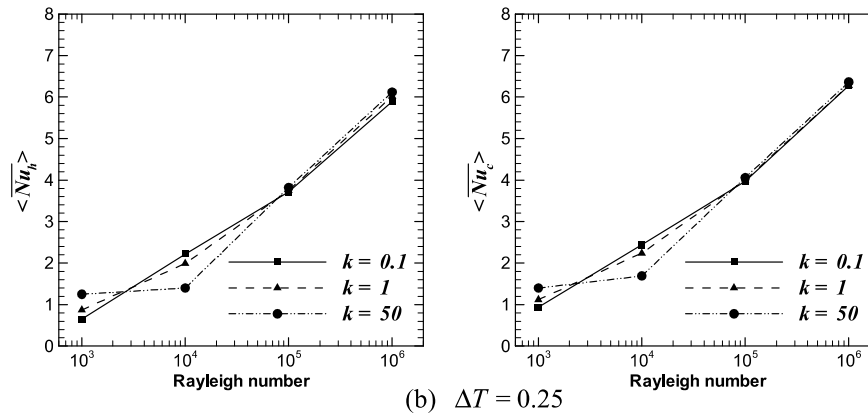 8
7
6
5
4
3
2
1
0
<Nu_h>
k = 0.1
k = 1
k = 50
10³ 10⁴ 10⁵ 10⁶
Rayleigh number
8
7
6
5
4
3
2
1
0
<Nu_c>
k = 0.1
k = 1
k = 50
10³ 10⁴ 10⁵ 10⁶
Rayleigh number
(b) ΔT = 0.25